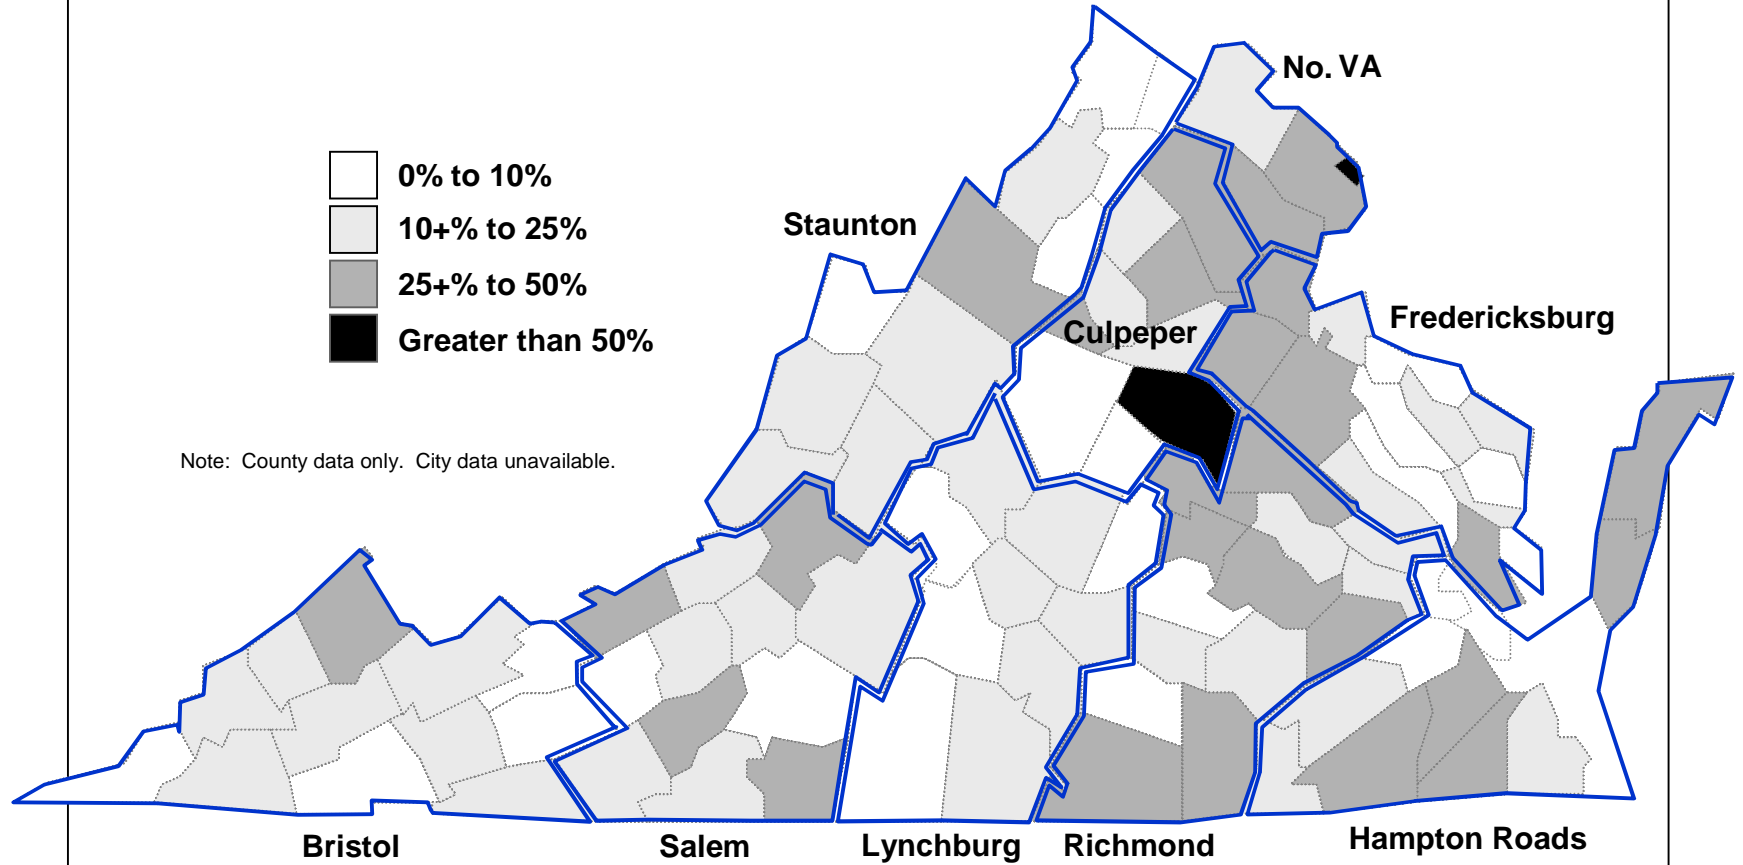 No. VA
0% to 10%
10+% to 25%
Staunton
25+% to 50%
Fredericksburg
Culpeper
Greater than 50%
Note: County data only. City data unavailable.
Bristol
Salem
Lynchburg
Richmond
Hampton Roads